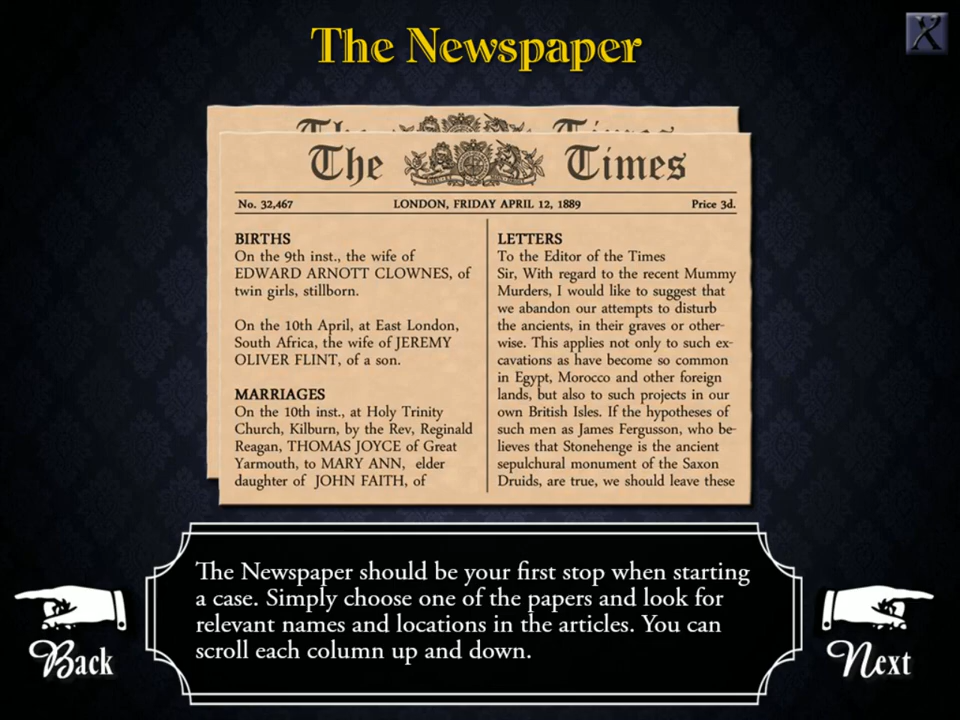 The Newspaper
X
The Times
The Times
No. 32,467 LONDON, FRIDAY APRIL 12, 1889 Price 3d.
BIRTHS
On the 9th inst., the wife of
EDWARD ARNOTT CLOWNES, of
twin girls, stillborn.
On the 10th April, at East London,
South Africa, the wife of JEREMY
OLIVER FLINT, of a son.
MARRIAGES
On the 10th inst., at Holy Trinity
Church, Kilburn, by the Rev, Reginald
Reagan, THOMAS JOYCE of Great
Yarmouth, to MARY ANN, elder
daughter of JOHN FAITH, of
LETTERS
To the Editor of the Times
Sir, With regard to the recent Mummy
Murders, I would like to suggest that
we abandon our attempts to disturb
the ancients, in their graves or other-
wise. This applies not only to such ex-
cavations as have become so common
in Egypt, Morocco and other foreign
lands, but also to such projects in our
own British Isles. If the hypotheses of
such men as James Fergusson, who be-
lieves that Stonehenge is the ancient
sepulchural monument of the Saxon
Druids, are true, we should leave these
The Newspaper should be your first stop when starting
a case. Simply choose one of the papers and look for
relevant names and locations in the articles. You can
scroll each column up and down.
Back
Next